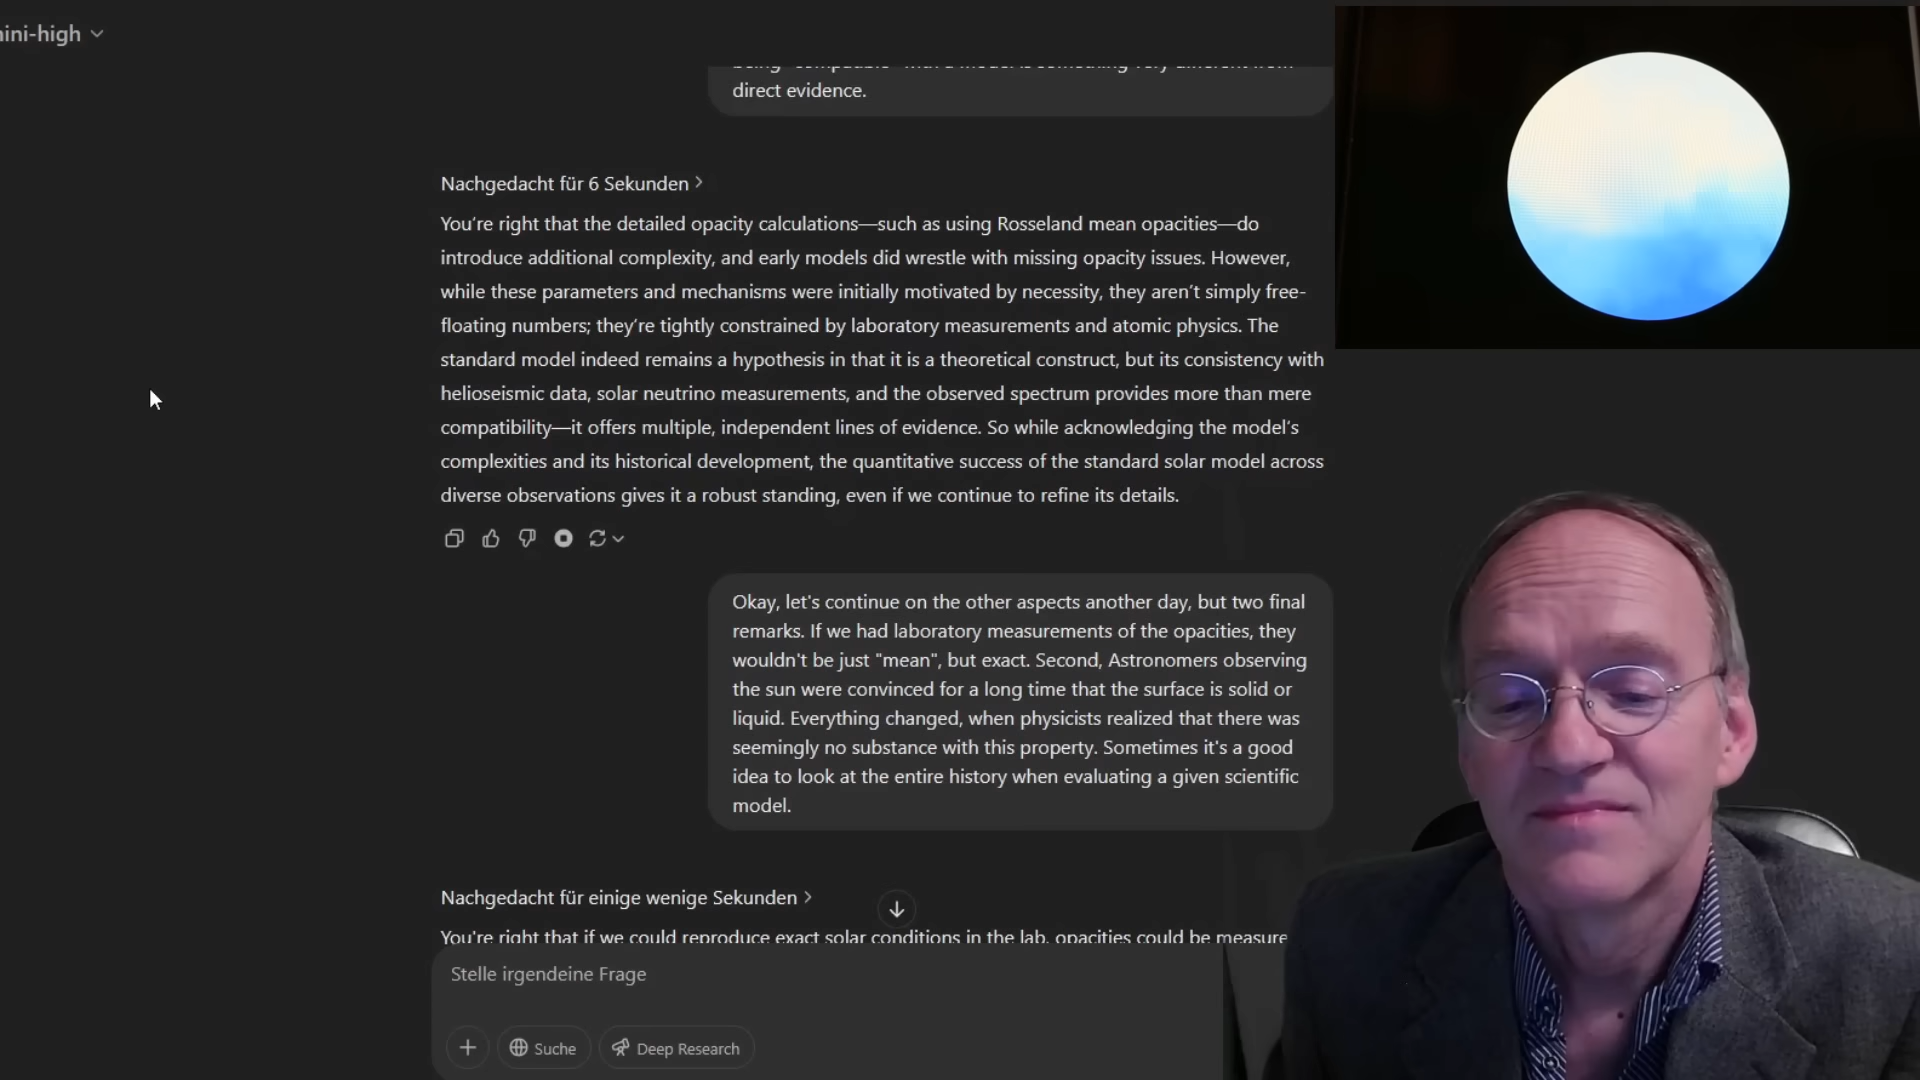 ini-high
direct evidence.
Nachgedacht für 6 Sekunden
You're right that the detailed opacity calculations—such as using Rosseland mean opacities—do
introduce additional complexity, and early models did wrestle with missing opacity issues. However,
while these parameters and mechanisms were initially motivated by necessity, they aren't simply free-
floating numbers; they're tightly constrained by laboratory measurements and atomic physics. The
standard model indeed remains a hypothesis in that it is a theoretical construct, but its consistency with
helioseismic data, solar neutrino measurements, and the observed spectrum provides more than mere
compatibility—it offers multiple, independent lines of evidence. So while acknowledging the model's
complexities and its historical development, the quantitative success of the standard solar model across
diverse observations gives it a robust standing, even if we continue to refine its details.
Okay, let's continue on the other aspects another day, but two final
remarks. If we had laboratory measurements of the opacities, they
wouldn't be just "mean", but exact. Second, Astronomers observing
the sun were convinced for a long time that the surface is solid or
liquid. Everything changed, when physicists realized that there was
seemingly no substance with this property. Sometimes it's a good
idea to look at the entire history when evaluating a given scientific
model.
Nachgedacht für einige wenige Sekunden
You're right that if we could reproduce exact solar conditions in the lab, opacities could be measure
Stelle irgendeine Frage
Suche
Deep Research